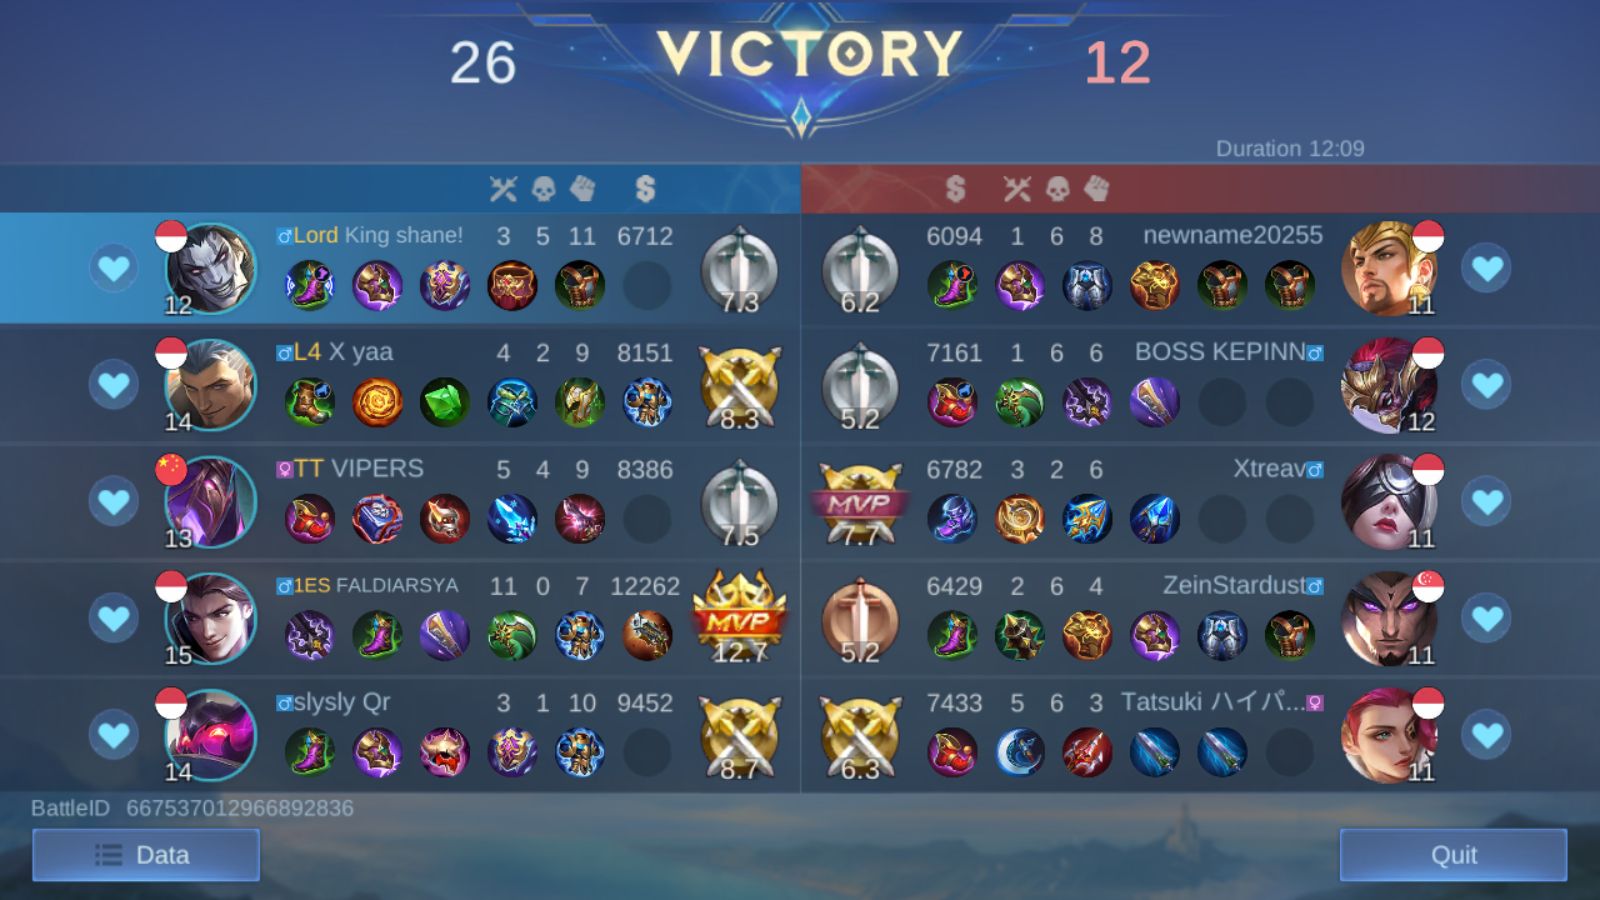 26 VICTORY 12
Duration 12:09
Lord King shane! 3 5 11 6712
12 7.3
6094 1 6 8 newname20255
6.2 11
L4 X yaa 4 2 9 8151
14 8.3
7161 1 6 6 BOSS KEPINN
5.2 12
TT VIPERS 5 4 9 8386
13 7.5
6782 3 2 6 Xtreav
MVP 7.7 11
1ES FALDIARSYA 11 0 7 12262
15 MVP 12.7
6429 2 6 4 ZeinStardust
5.2 11
slysly Qr 3 1 10 9452
14 8.7
7433 5 6 3 Tatsuki ハイパ...
6.3 11
BattleID 667537012966892836
Data
Quit